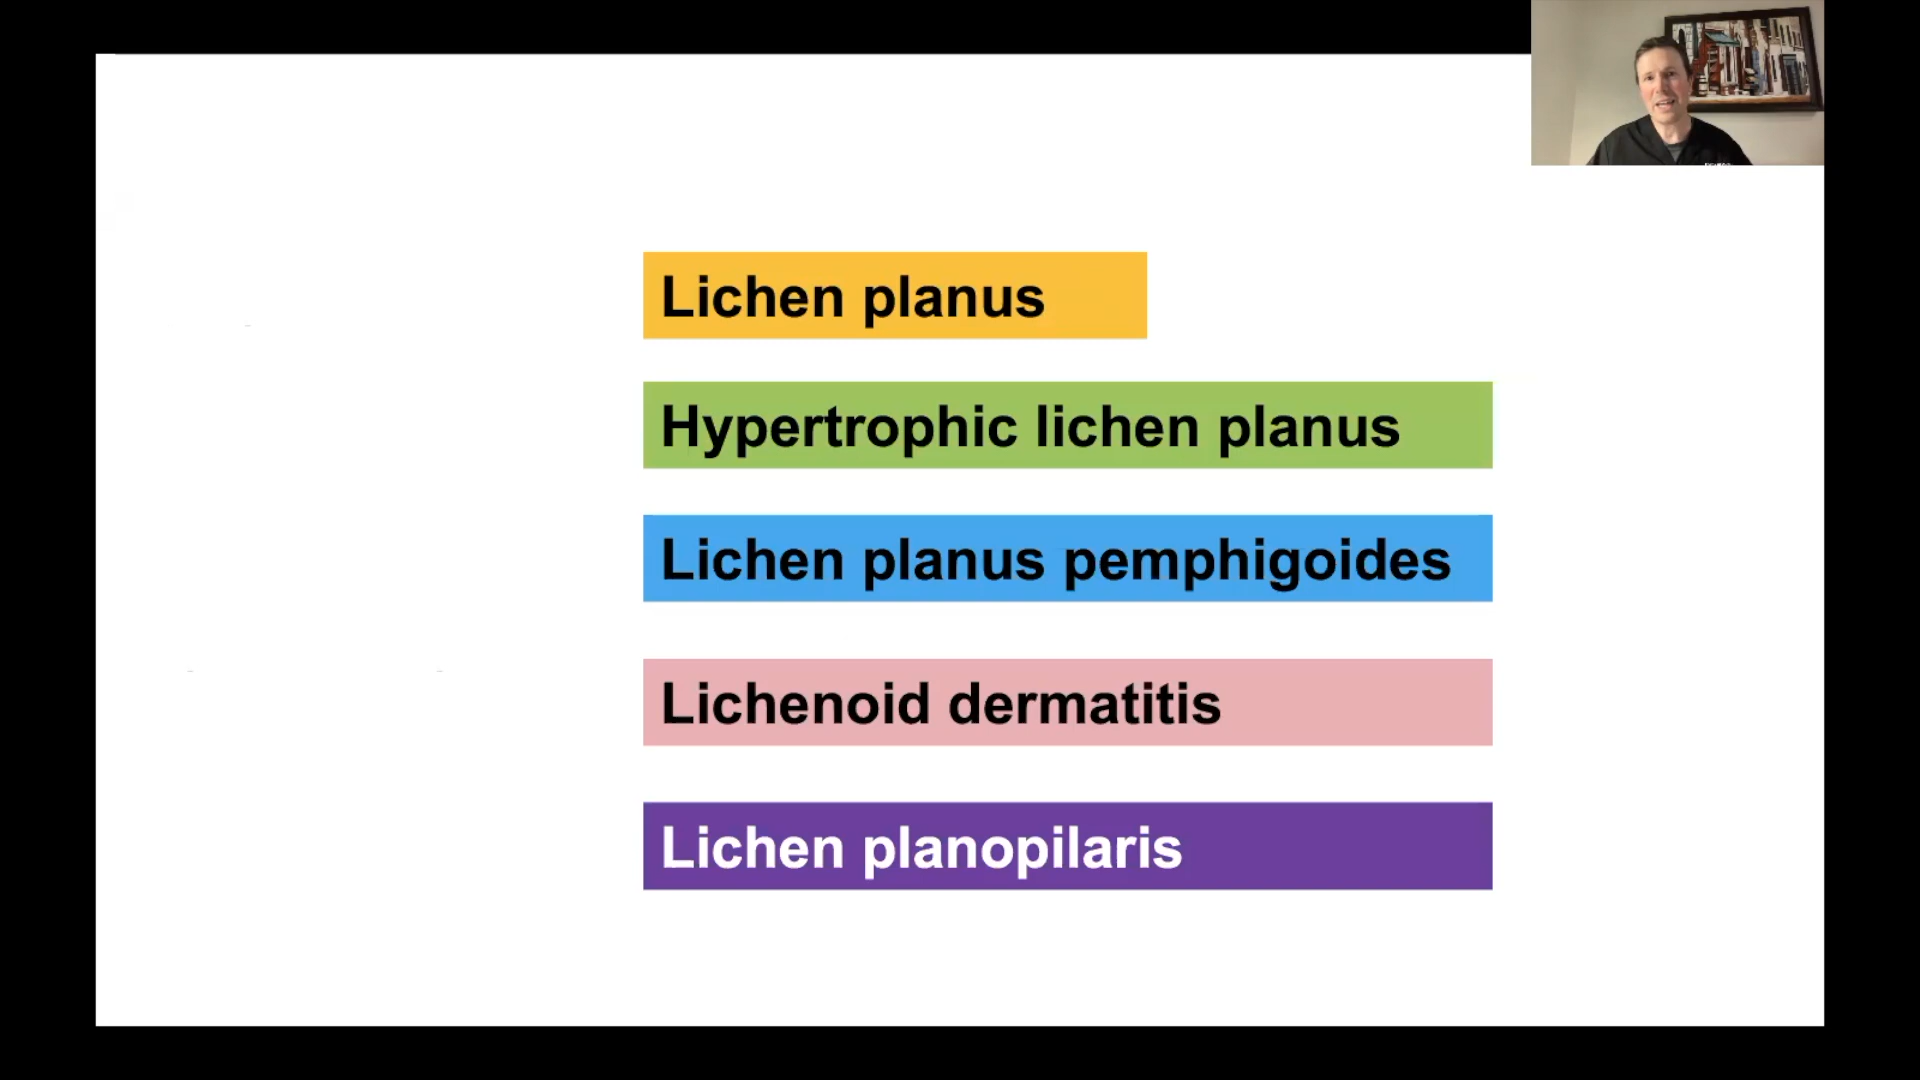 Lichen planus
Hypertrophic lichen planus
Lichen planus pemphigoides
Lichenoid dermatitis
Lichen planopilaris